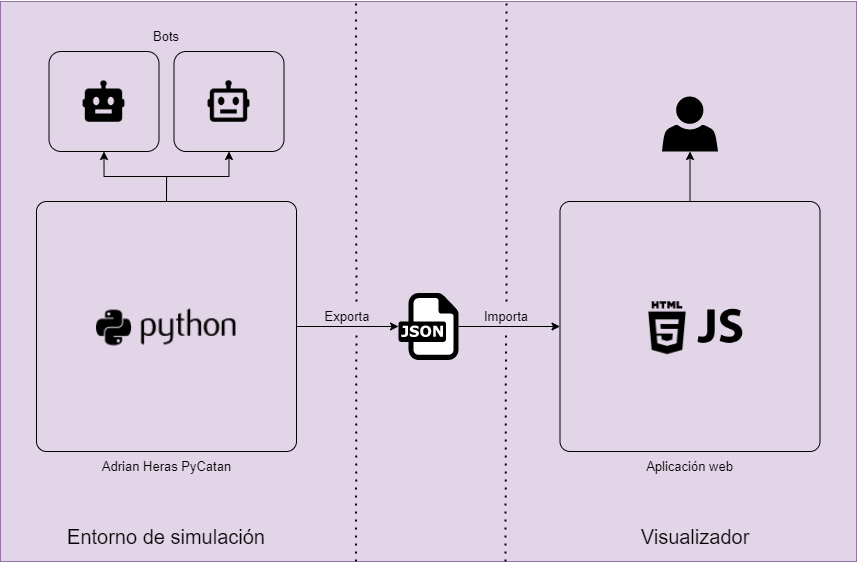 Bots
python
Exporta
JSON
Importa
HTML
5
JS
Adrian Heras PyCatan
Aplicación web
Entorno de simulación
Visualizador